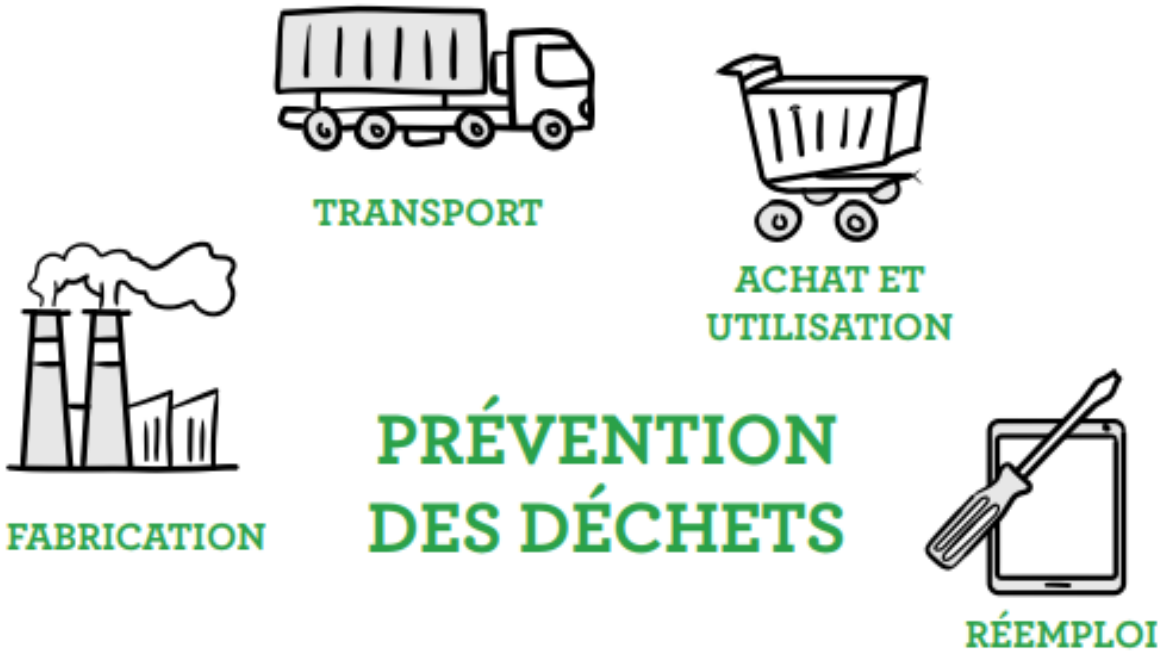 TRANSPORT
ACHAT ET
UTILISATION
FABRICATION
PRÉVENTION
DES DÉCHETS
RÉEMPLOI